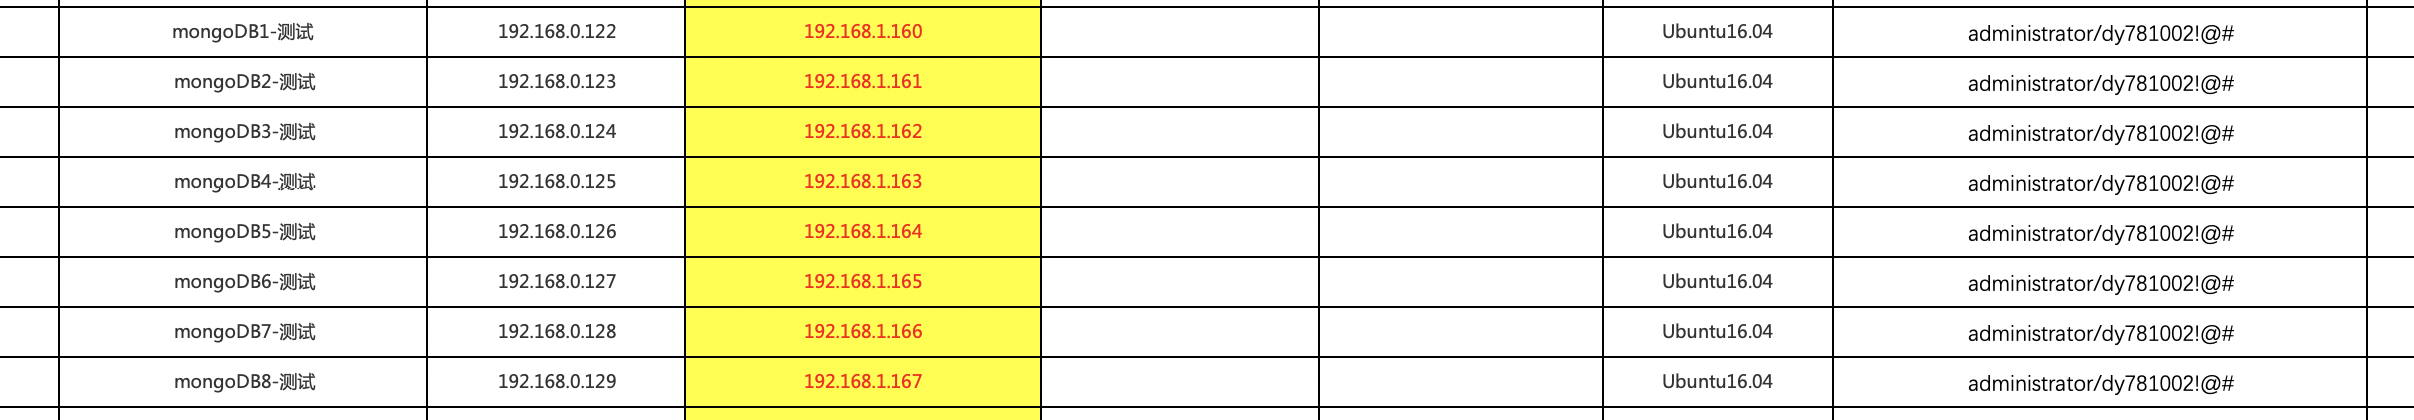 mongoDB1-测试 192.168.0.122 192.168.1.160 Ubuntu16.04 administrator/dy781002!@#
mongoDB2-测试 192.168.0.123 192.168.1.161 Ubuntu16.04 administrator/dy781002!@#
mongoDB3-测试 192.168.0.124 192.168.1.162 Ubuntu16.04 administrator/dy781002!@#
mongoDB4-测试 192.168.0.125 192.168.1.163 Ubuntu16.04 administrator/dy781002!@#
mongoDB5-测试 192.168.0.126 192.168.1.164 Ubuntu16.04 administrator/dy781002!@#
mongoDB6-测试 192.168.0.127 192.168.1.165 Ubuntu16.04 administrator/dy781002!@#
mongoDB7-测试 192.168.0.128 192.168.1.166 Ubuntu16.04 administrator/dy781002!@#
mongoDB8-测试 192.168.0.129 192.168.1.167 Ubuntu16.04 administrator/dy781002!@#